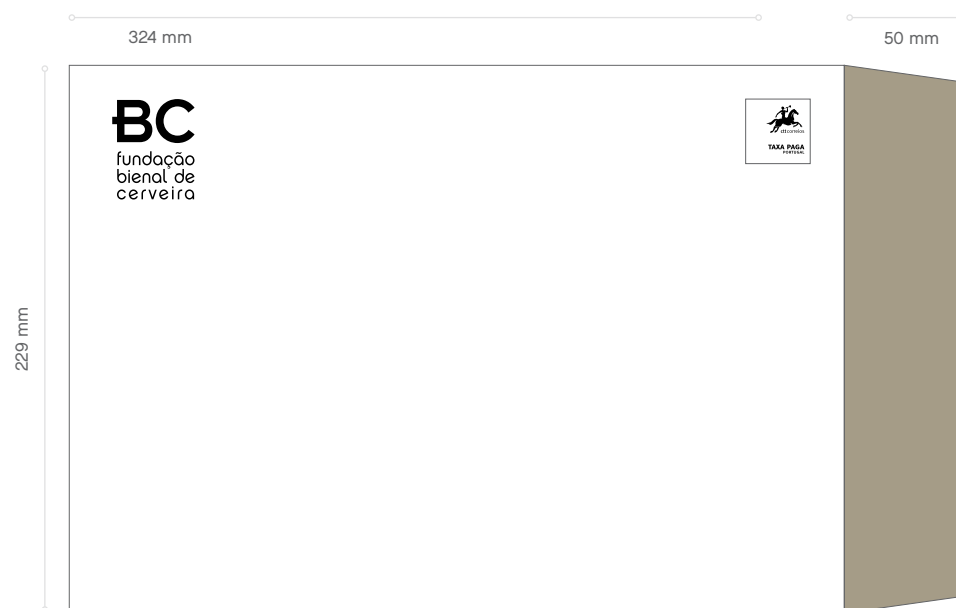 324 mm
50 mm
BC
fundação
bienal de
cerveira
ctt correios
TAXA PAGA
PORTUGAL
229 mm